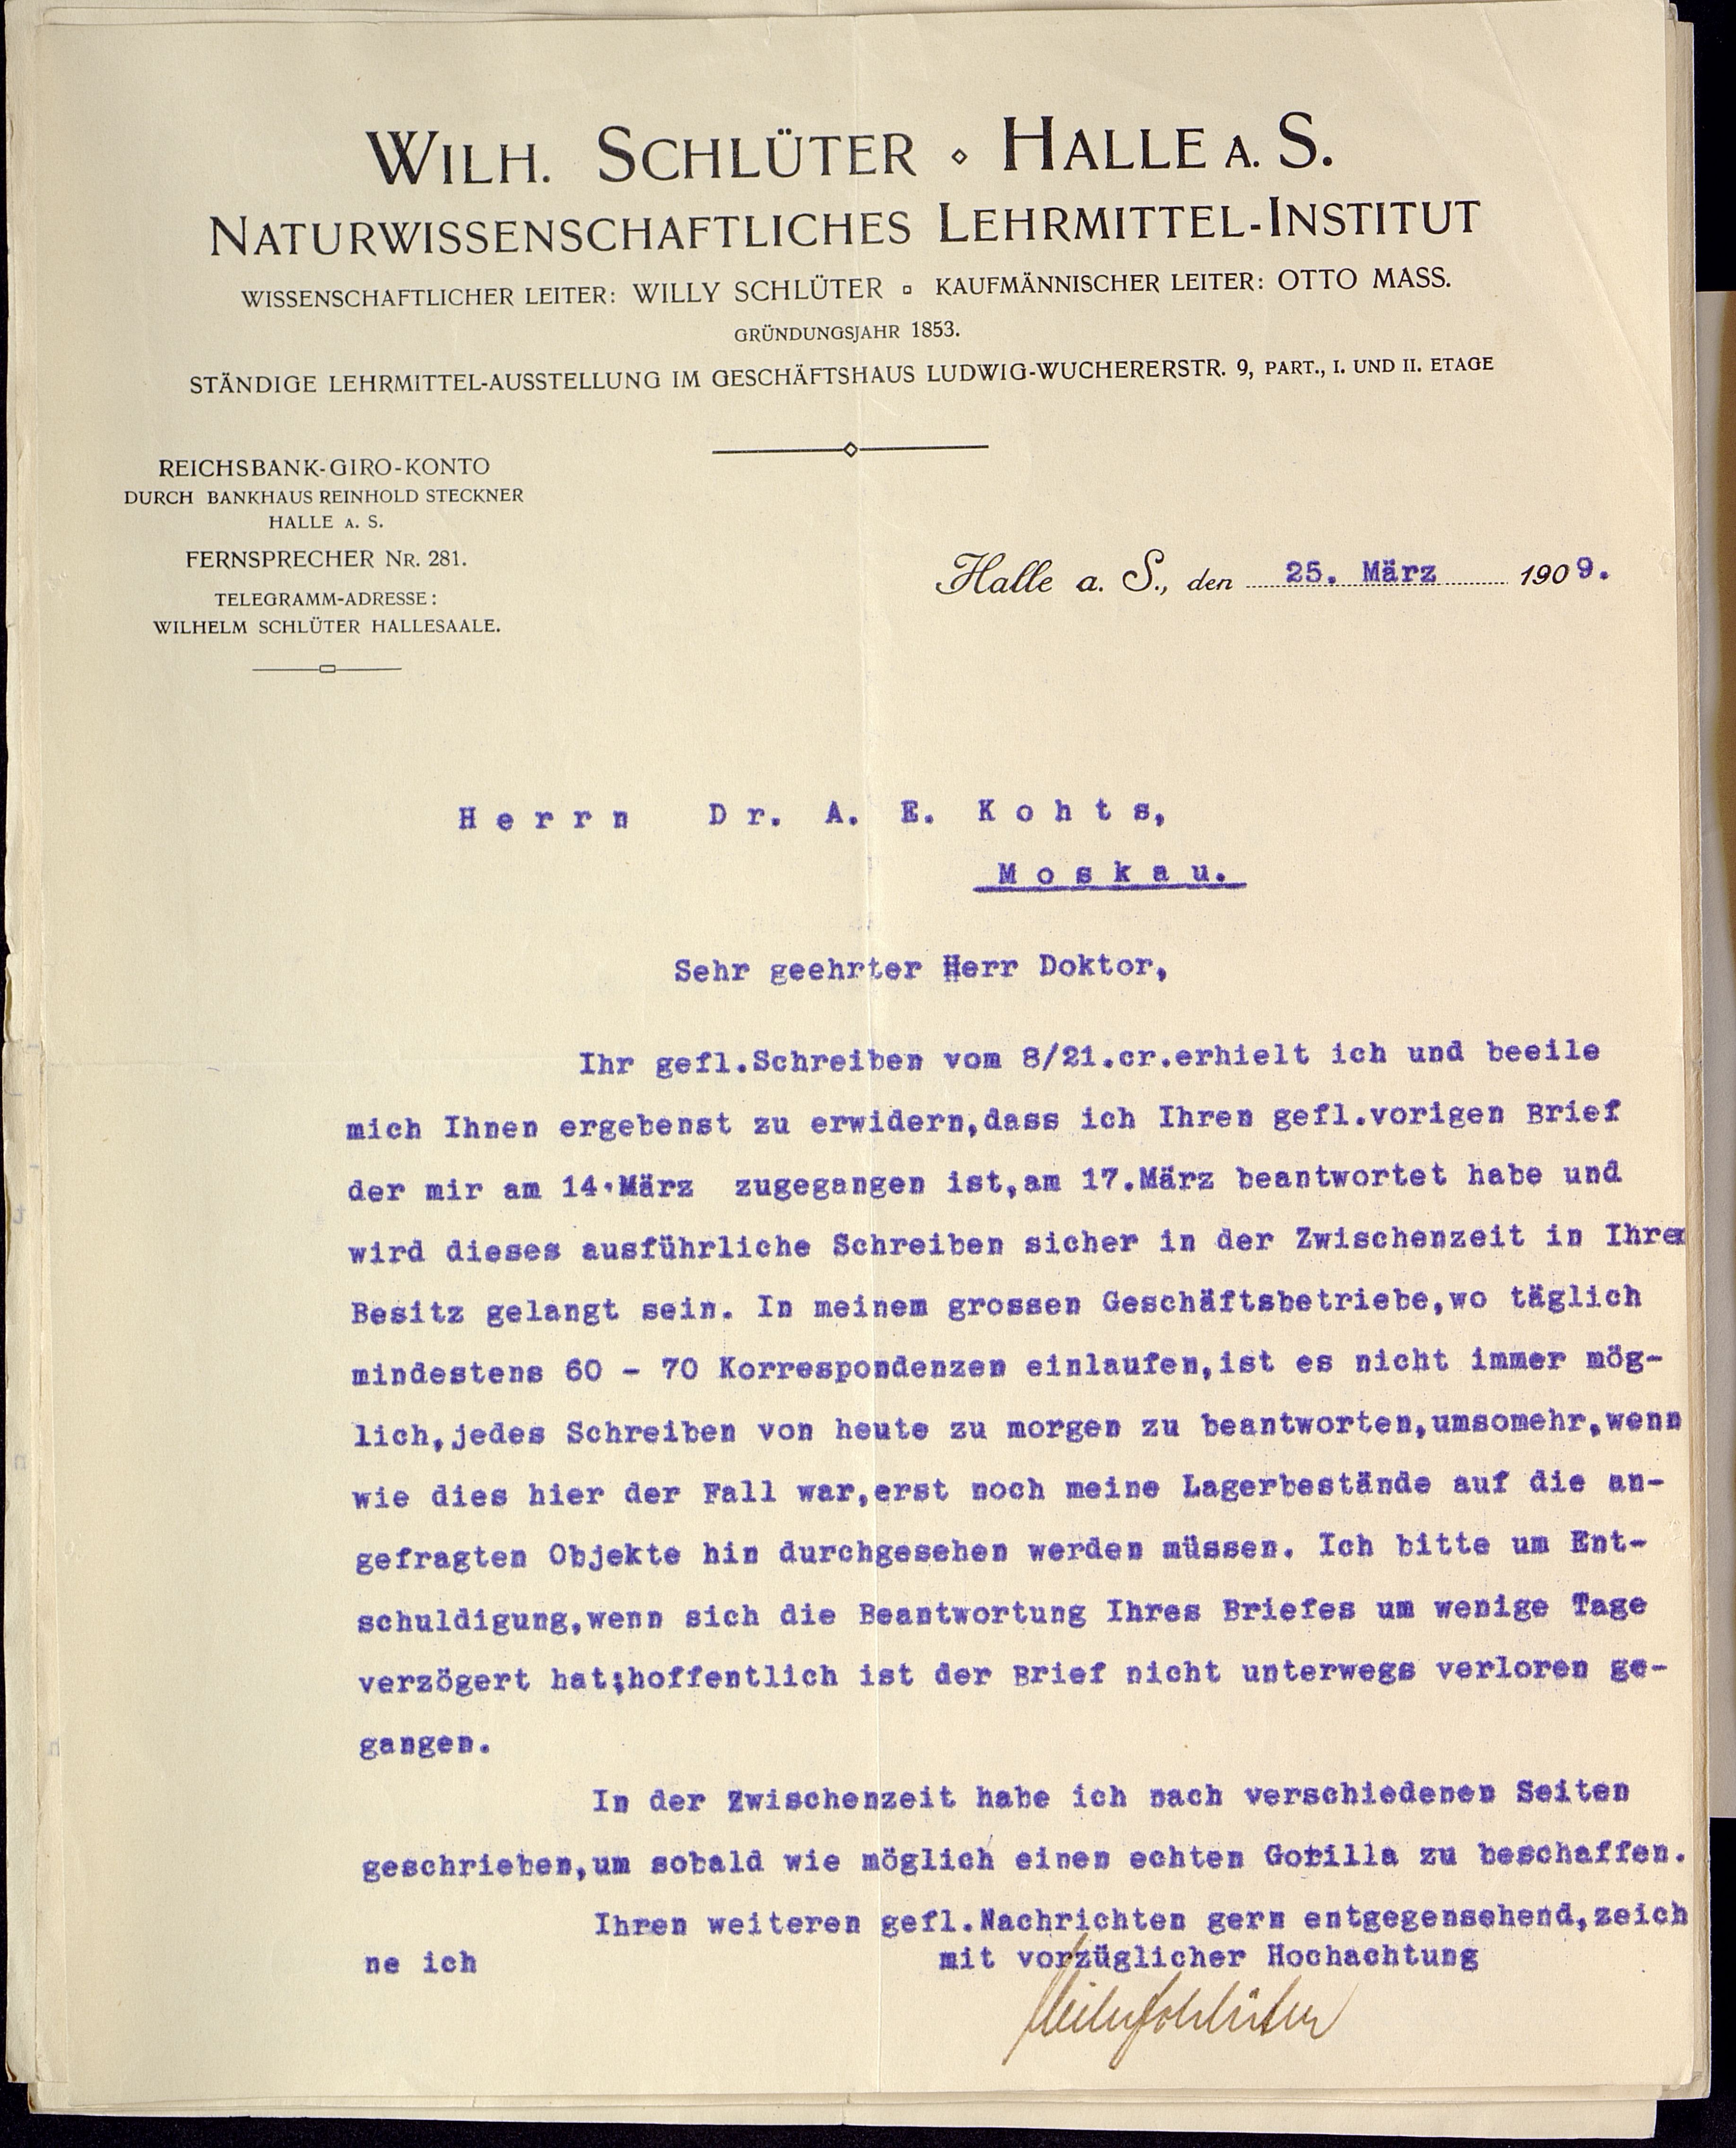 WILH. SCHLÜTER ⋄ HALLE A. S.
NATURWISSENSCHAFTLICHES LEHRMITTEL-INSTITUT
WISSENSCHAFTLICHER LEITER: WILLY SCHLÜTER ▫ KAUFMÄNNISCHER LEITER: OTTO MASS.
GRÜNDUNGSJAHR 1853.
STÄNDIGE LEHRMITTEL-AUSSTELLUNG IM GESCHÄFTSHAUS LUDWIG-WUCHERERSTR. 9, PART., I. UND II. ETAGE
REICHSBANK-GIRO-KONTO
DURCH BANKHAUS REINHOLD STECKNER
HALLE A. S.
FERNSPRECHER NR. 281.
TELEGRAMM-ADRESSE:
WILHELM SCHLÜTER HALLESAALE.
Halle a. S., den 25. März 1909.
Herrn Dr. A. E. Kohts,
Moskau.
Sehr geehrter Herr Doktor,
Ihr gefl.Schreiben vom 8/21.cr.erhielt ich und beeile
mich Ihnen ergebenst zu erwidern,dass ich Ihren gefl.vorigen Brief
der mir am 14.März zugegangen ist,am 17.März beantwortet habe und
wird dieses ausführliche Schreiben sicher in der Zwischenzeit in Ihren
Besitz gelangt sein. In meinem grossen Geschäftsbetriebe,wo täglich
mindestens 60 - 70 Korrespondenzen einlaufen,ist es nicht immer mög-
lich,jedes Schreiben von heute zu morgen zu beantworten,umsomehr,wenn
wie dies hier der Fall war,erst noch meine Lagerbestände auf die an-
gefragten Objekte hin durchgesehen werden müssen. Ich bitte um Ent-
schuldigung,wenn sich die Beantwortung Ihres Briefes um wenige Tage
verzögert hat;hoffentlich ist der Brief nicht unterwegs verloren ge-
gangen.
In der Zwischenzeit habe ich nach verschiedenen Seiten
geschrieben,um sobald wie möglich einen echten Gorilla zu beschaffen.
Ihren weiteren gefl.Nachrichten gern entgegensehend,zeich
ne ich mit vorzüglicher Hochachtung
Wilh Schlüter